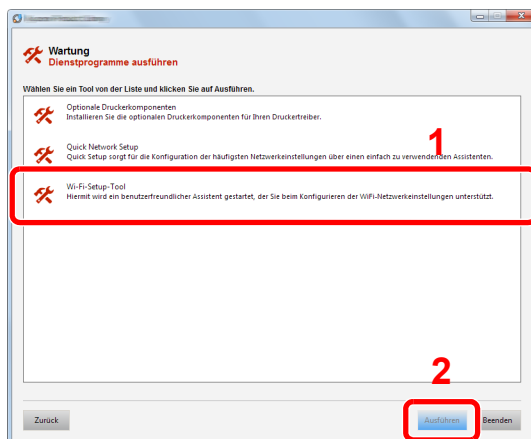 Wartung
Dienstprogramme ausführen
Wählen Sie ein Tool von der Liste und klicken Sie auf Ausführen.
Optionale Druckerkomponenten
Installieren Sie die optionalen Druckerkomponenten für Ihren Druckertreiber.
1
Quick Network Setup
Quick Setup sorgt für die Konfiguration der häufigsten Netzwerkeinstellungen über einen einfach zu verwendenden Assistenten.
Wi-Fi-Setup-Tool
Hiermit wird ein benutzerfreundlicher Assistent gestartet, der Sie beim Konfigurieren der WiFi-Netzwerkeinstellungen unterstützt.
2
Zurück
Ausführen
Beenden